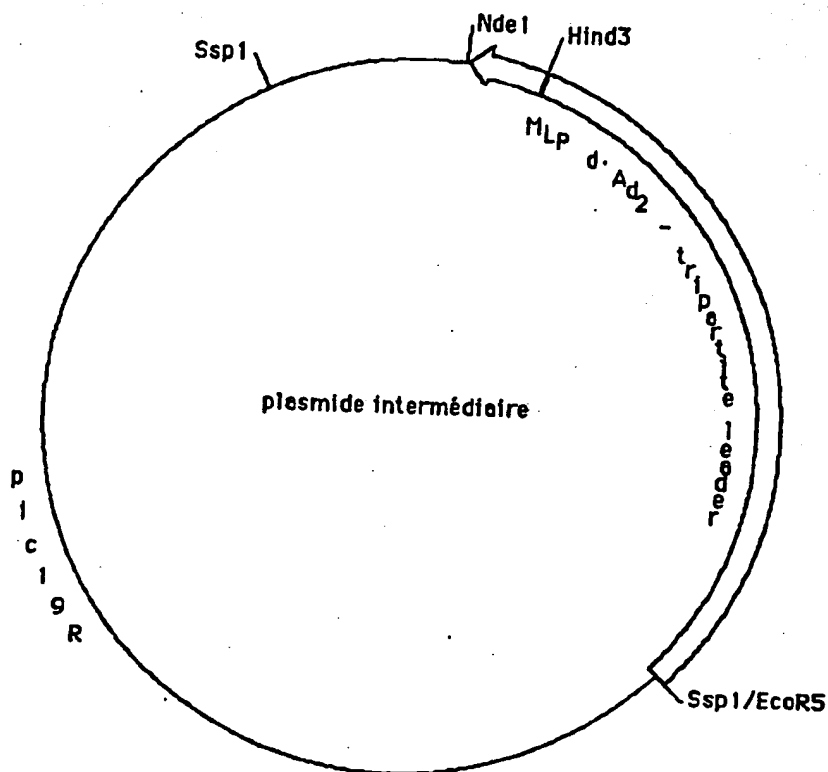 Nde1
Hind3
Ssp1
MLP d'Ad2 - tripartite leader
plasmide intermédiaire
pIc19R
Ssp1/EcoR5